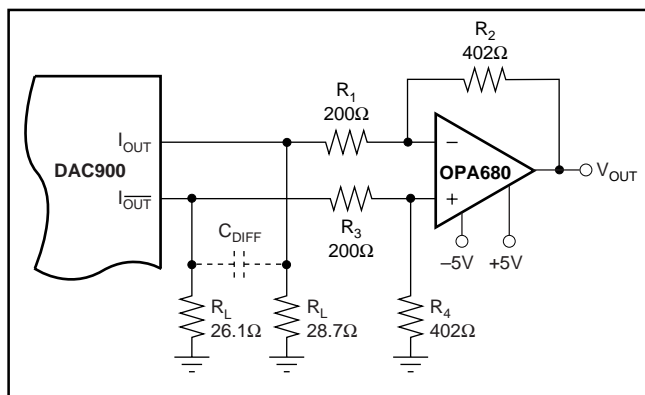 R2
402Ω
R1
200Ω
IOUT
DAC900
IOUT
−
OPA680
+
VOUT
R3
200Ω
CDIFF
–5V
+5V
RL
26.1Ω
RL
28.7Ω
R4
402Ω